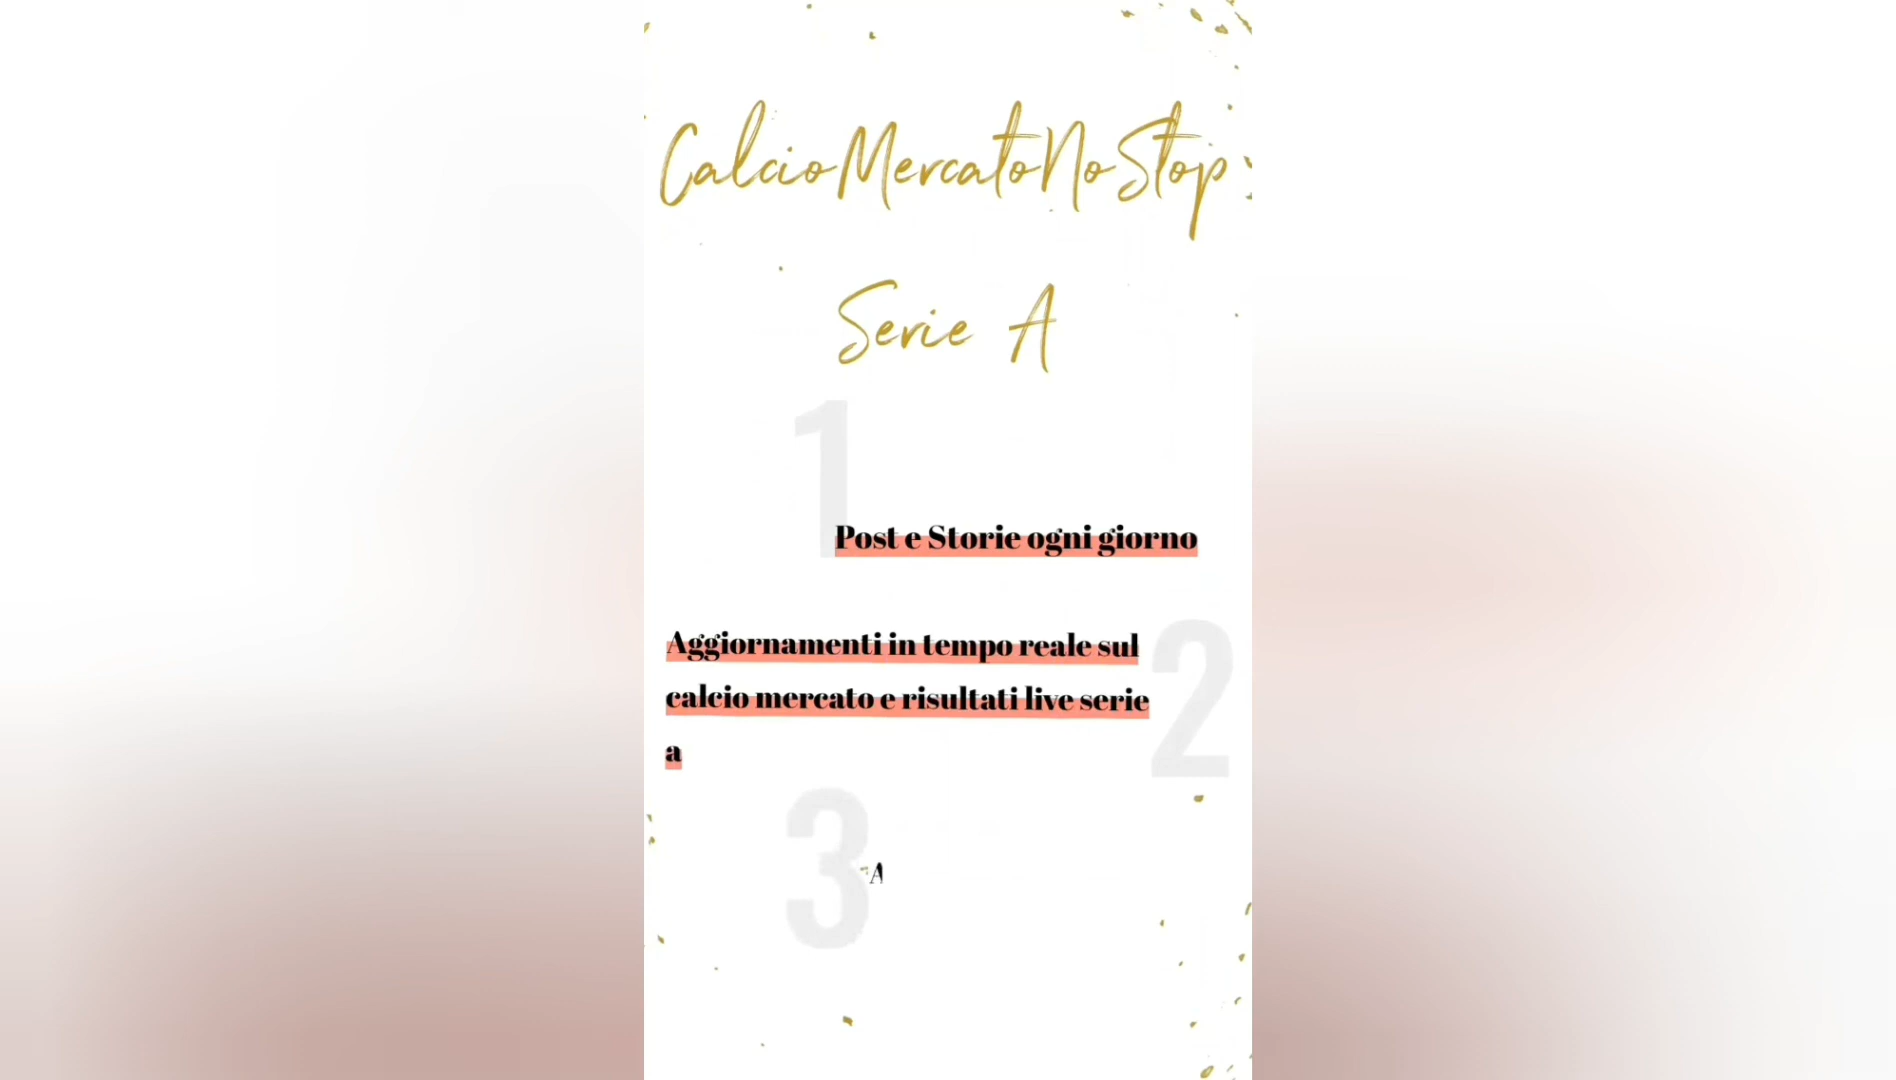 CalcioMercatoNoStop
Serie A
1
Post e Storie ogni giorno
Aggiornamenti in tempo reale sul
calcio mercato e risultati live serie
a
2
3
A